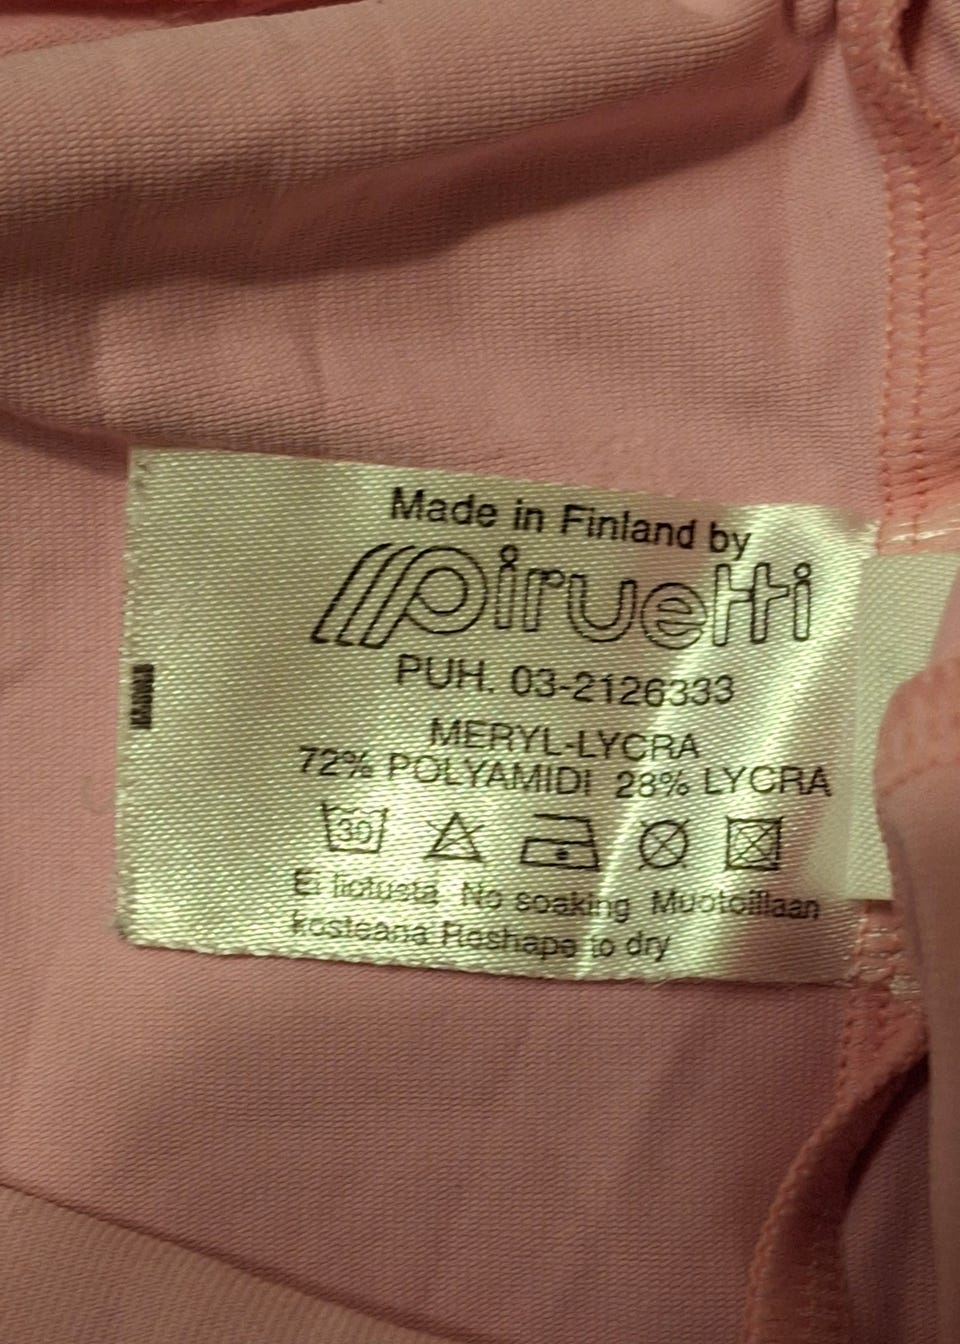 Made in Finland by
Piruetti
PUH. 03-2126333
MERYL-LYCRA
72% POLYAMIDI 28% LYCRA
30
Ei liotusta No soaking Muotoillaan
kosteana Reshape to dry